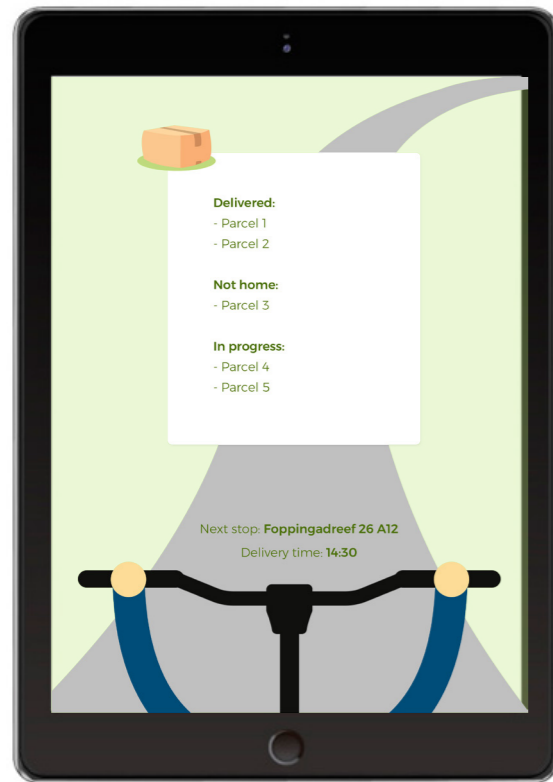 Delivered:
- Parcel 1
- Parcel 2
Not home:
- Parcel 3
In progress:
- Parcel 4
- Parcel 5
Next stop: Foppingadreef 26 A12
Delivery time: 14:30